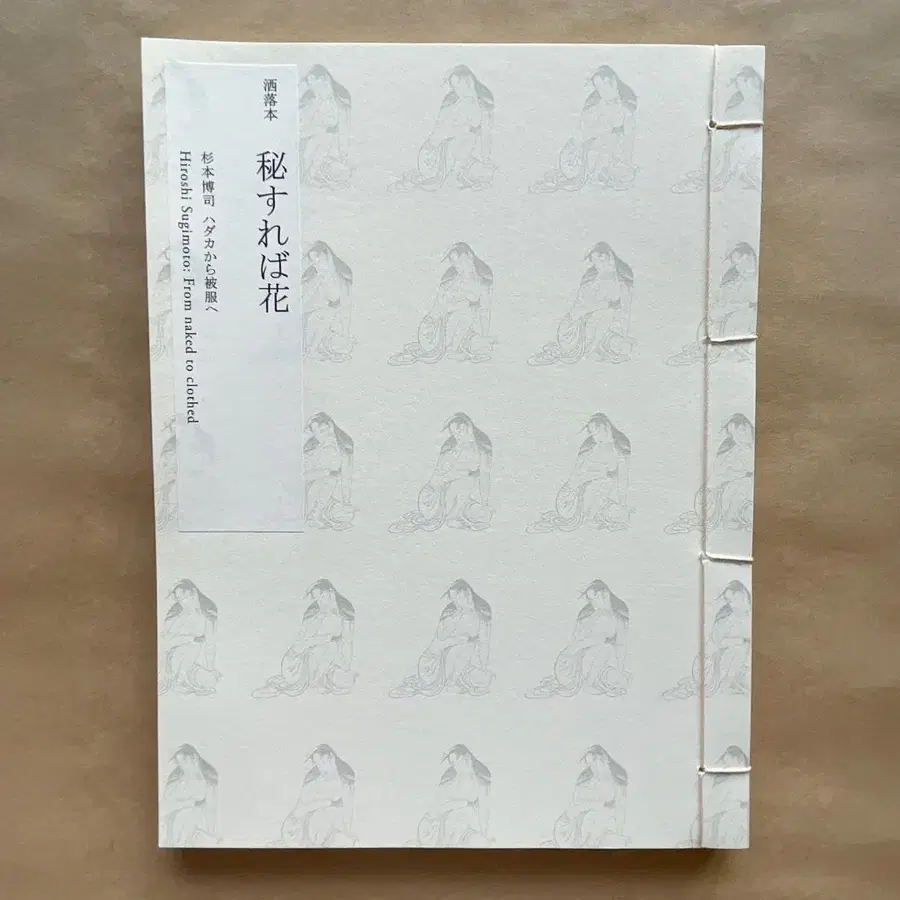 洒落本
秘すれば花
杉本博司 ハダカから被服へ
Hiroshi Sugimoto: From naked to clothed